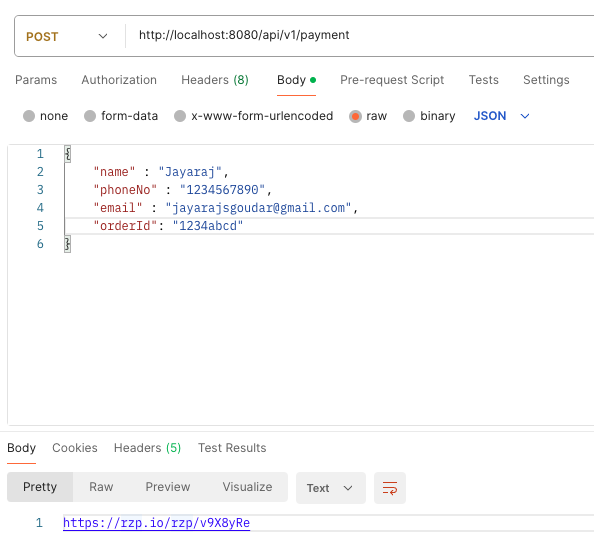 POST http://localhost:8080/api/v1/payment
Params Authorization Headers (8) Body Pre-request Script Tests Settings
none form-data x-www-form-urlencoded raw binary JSON
1 {
2 "name" : "Jayaraj",
3 "phoneNo" : "1234567890",
4 "email" : "jayarajsgoudar@gmail.com",
5 "orderId": "1234abcd"
6 }
Body Cookies Headers (5) Test Results
Pretty Raw Preview Visualize Text
1 https://rzp.io/rzp/v9X8yRe